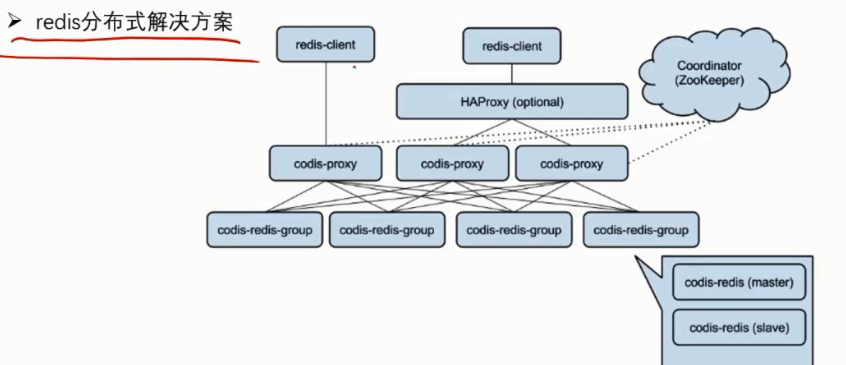 ➢ redis分布式解决方案
redis-client
redis-client
Coordinator
(ZooKeeper)
HAProxy (optional)
codis-proxy
codis-proxy
codis-proxy
codis-redis-group
codis-redis-group
codis-redis-group
codis-redis-group
codis-redis (master)
codis-redis (slave)